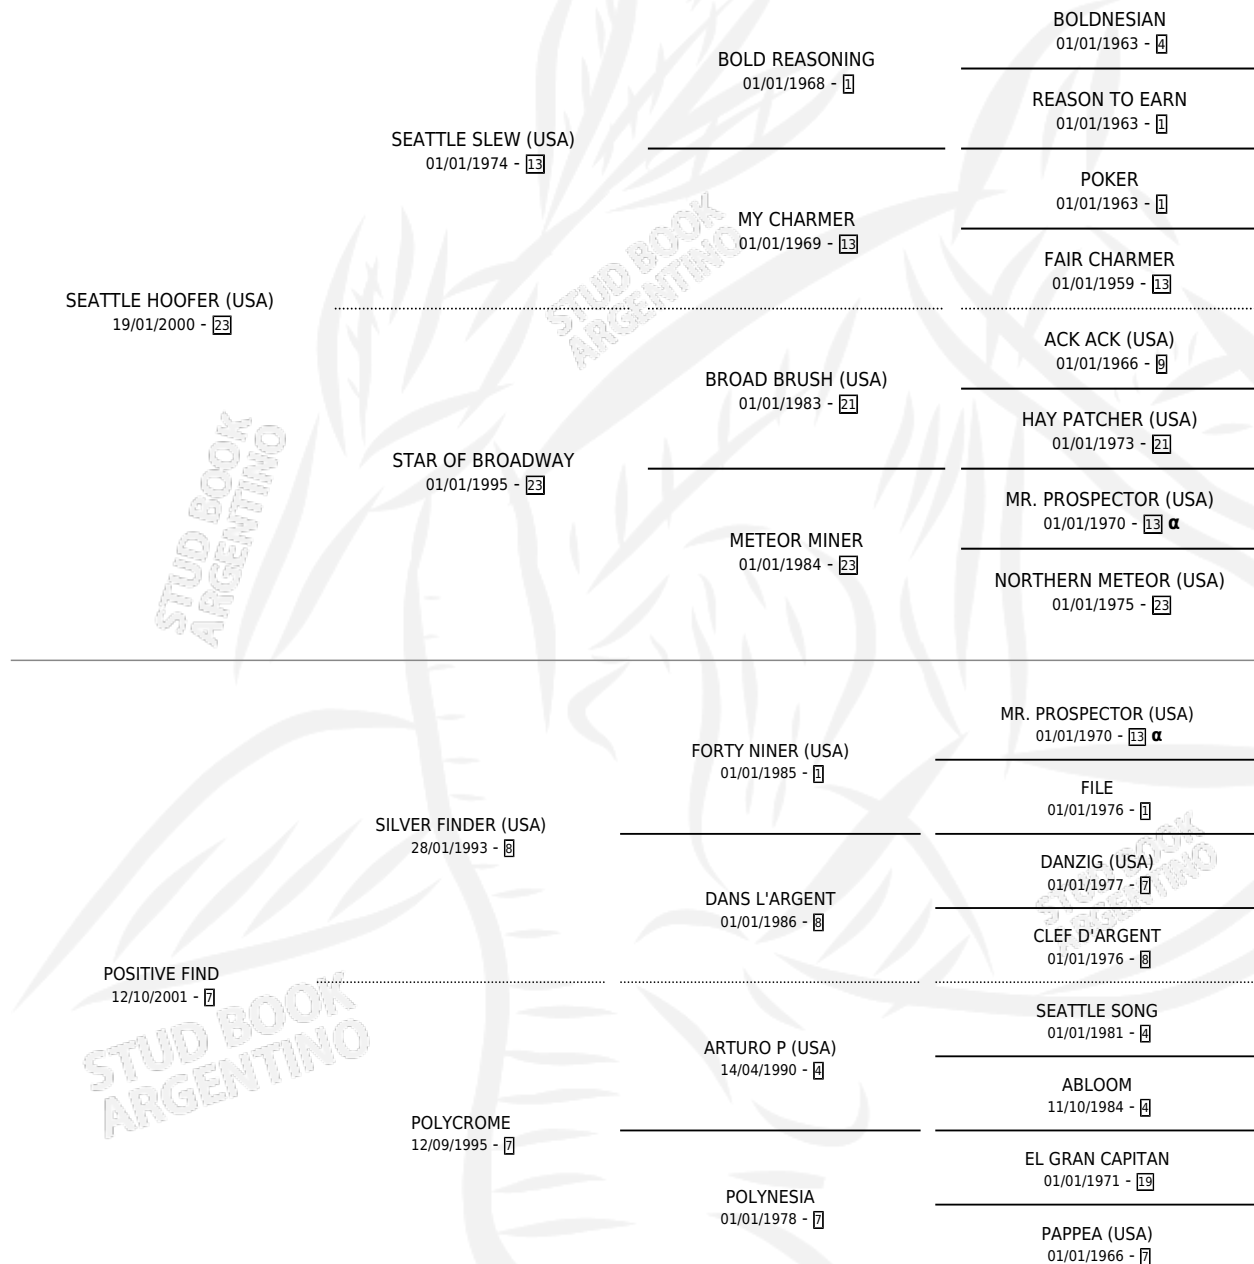 SEATTLE HOOFER (USA)
19/01/2000 - 23
SEATTLE SLEW (USA)
01/01/1974 - 13
STAR OF BROADWAY
01/01/1995 - 23
BOLD REASONING
01/01/1968 - 1
MY CHARMER
01/01/1969 - 13
BROAD BRUSH (USA)
01/01/1983 - 21
METEOR MINER
01/01/1984 - 23
BOLDNESIAN
01/01/1963 - 4
REASON TO EARN
01/01/1963 - 1
POKER
01/01/1963 - 1
FAIR CHARMER
01/01/1959 - 13
ACK ACK (USA)
01/01/1966 - 9
HAY PATCHER (USA)
01/01/1973 - 21
MR. PROSPECTOR (USA)
01/01/1970 - 13 α
NORTHERN METEOR (USA)
01/01/1975 - 23
POSITIVE FIND
12/10/2001 - 7
SILVER FINDER (USA)
28/01/1993 - 8
POLYCROME
12/09/1995 - 7
FORTY NINER (USA)
01/01/1985 - 1
DANS L'ARGENT
01/01/1986 - 8
ARTURO P (USA)
14/04/1990 - 4
POLYNESIA
01/01/1978 - 7
MR. PROSPECTOR (USA)
01/01/1970 - 13 α
FILE
01/01/1976 - 1
DANZIG (USA)
01/01/1977 - 7
CLEF D'ARGENT
01/01/1976 - 8
SEATTLE SONG
01/01/1981 - 4
ABLOOM
11/10/1984 - 4
EL GRAN CAPITAN
01/01/1971 - 19
PAPPEA (USA)
01/01/1966 - 7
STUD BOOK
ARGENTINO
STUD BOOK
ARGENTINO
STUD BOOK
ARGENTINO
STUD BOOK
ARGENTINO